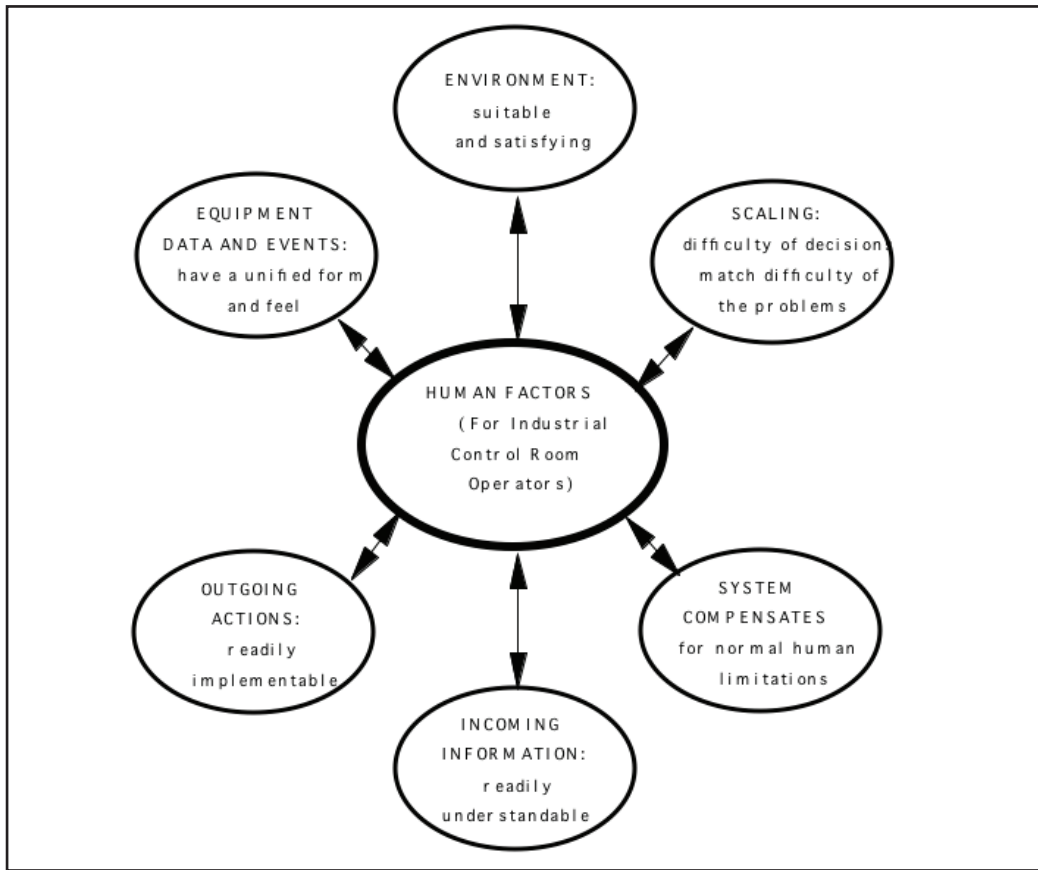 ENVIRONMENT:
suitable
and satisfying
EQUIPMENT
DATA AND EVENTS:
have a unified form
and feel
SCALING:
difficulty of decisions
match difficulty of
the problems
HUMAN FACTORS
(For Industrial
Control Room
Operators)
OUTGOING
ACTIONS:
readily
implementable
SYSTEM
COMPENSATES
for normal human
limitations
INCOMING
INFORMATION:
readily
understandable